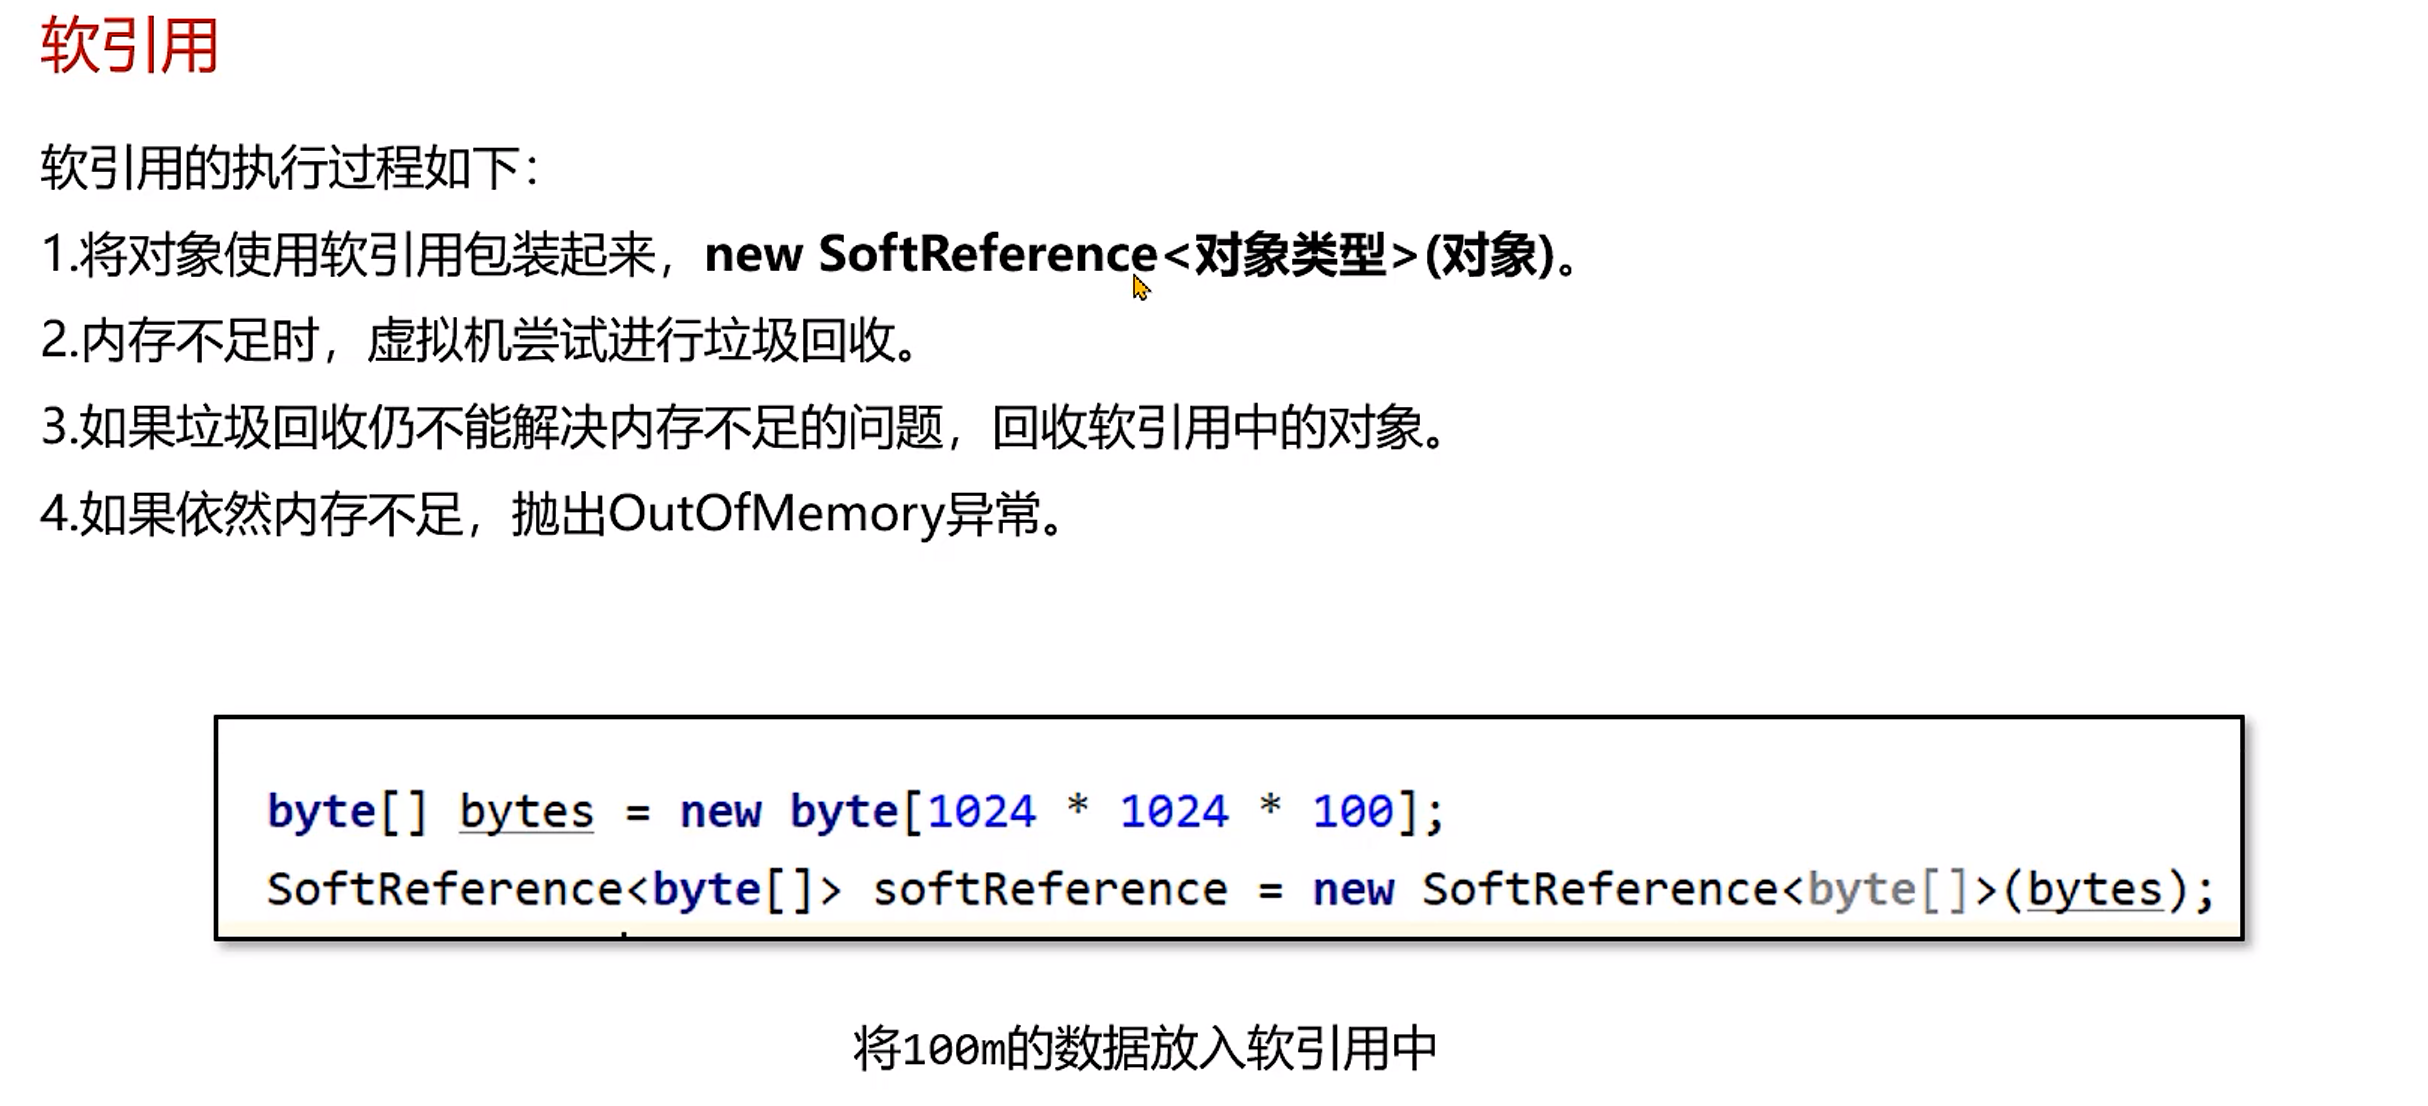 软引用
软引用的执行过程如下：
1.将对象使用软引用包装起来，new SoftReference<对象类型>(对象)。
2.内存不足时，虚拟机尝试进行垃圾回收。
3.如果垃圾回收仍不能解决内存不足的问题，回收软引用中的对象。
4.如果依然内存不足，抛出OutOfMemory异常。
byte[] bytes = new byte[1024 * 1024 * 100];
SoftReference<byte[]> softReference = new SoftReference<byte[]>(bytes);
将100m的数据放入软引用中